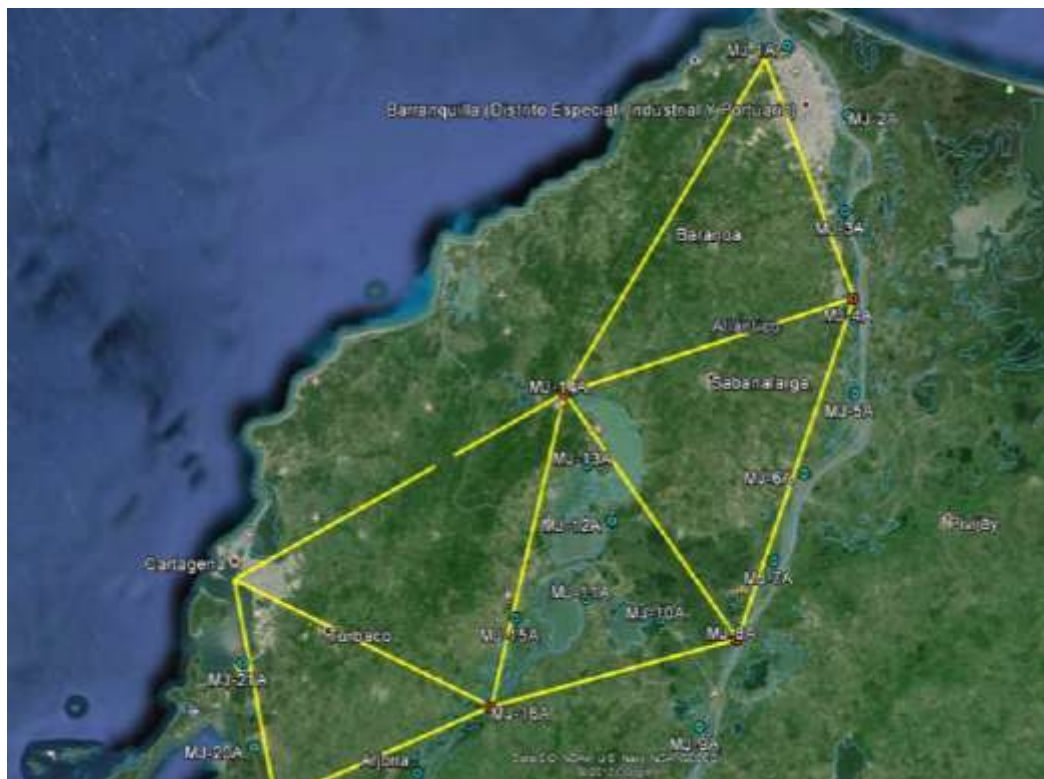 MJ-1A
Barranquilla (Distrito Especial, Industrial Y Portuario)
MJ-2A
MJ-3A
Baranoa
MJ-4A
Atlántico
Sabanalarga
MJ-14A
MJ-5A
MJ-13A
MJ-6A
MJ-12A
Pivijay
Cartagena
MJ-7A
MJ-11A
MJ-10A
Turbaco
MJ-15A
MJ-8A
MJ-21A
MJ-16A
MJ-9A
MJ-20A
Arjona